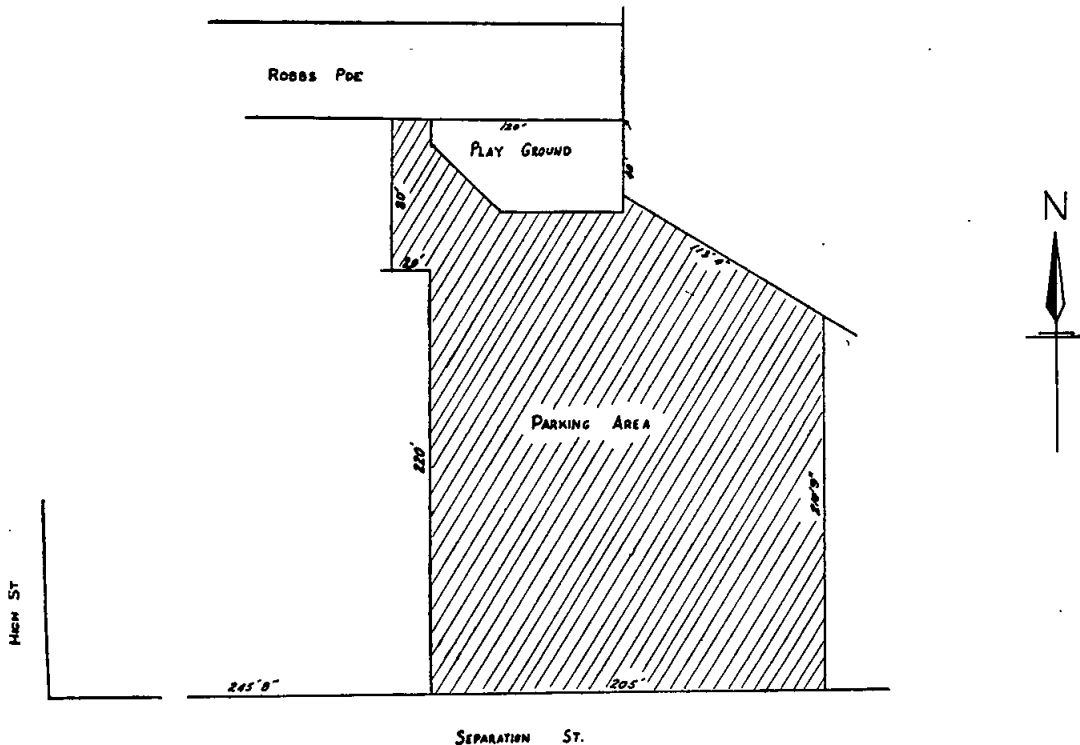 ROBBS PDE
120'
PLAY GROUND
40'
80'
20'
113'4"
N
PARKING AREA
220'
HIGH ST
245'8"
205'
SEPARATION ST.